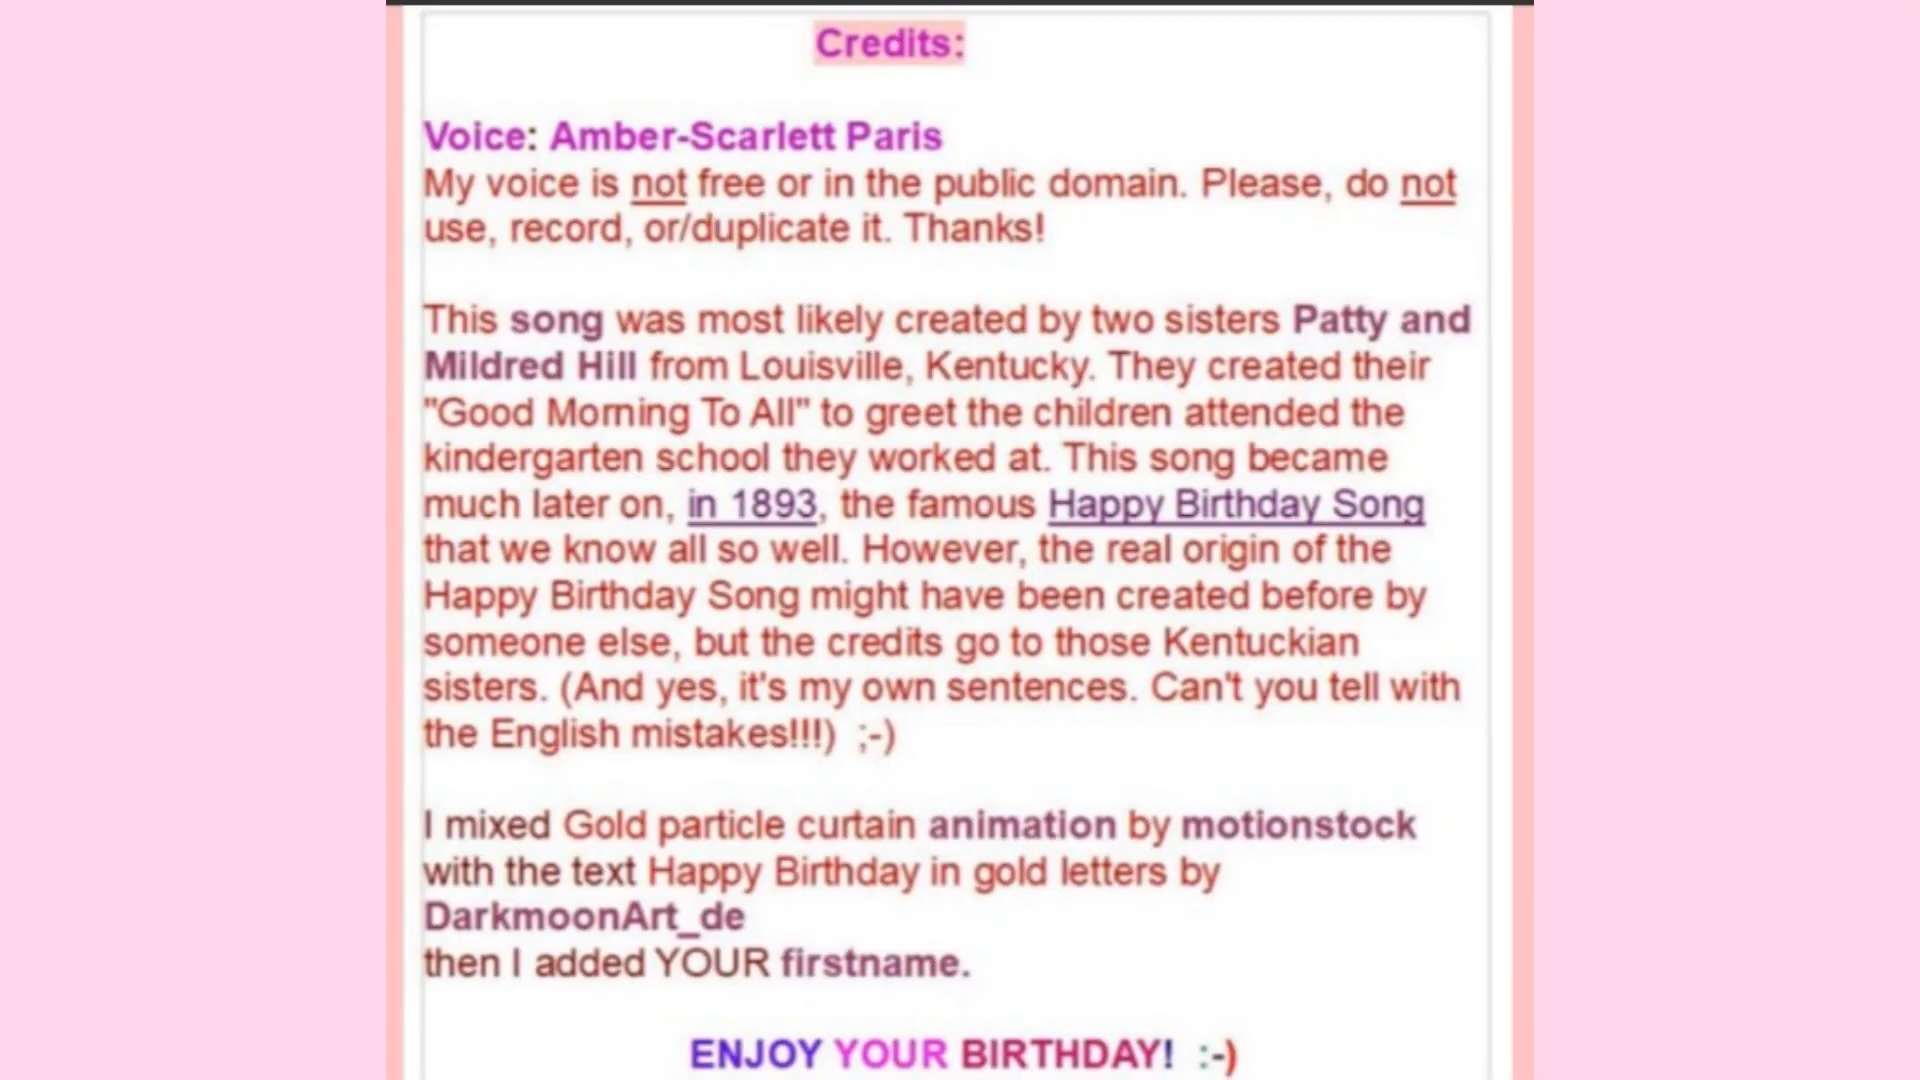 Credits:
Voice: Amber-Scarlett Paris
My voice is not free or in the public domain. Please, do not
use, record, or/duplicate it. Thanks!
This song was most likely created by two sisters Patty and
Mildred Hill from Louisville, Kentucky. They created their
"Good Morning To All" to greet the children attended the
kindergarten school they worked at. This song became
much later on, in 1893, the famous Happy Birthday Song
that we know all so well. However, the real origin of the
Happy Birthday Song might have been created before by
someone else, but the credits go to those Kentuckian
sisters. (And yes, it's my own sentences. Can't you tell with
the English mistakes!!!) ;-)
I mixed Gold particle curtain animation by motionstock
with the text Happy Birthday in gold letters by
DarkmoonArt_de
then I added YOUR firstname.
ENJOY YOUR BIRTHDAY! :-)